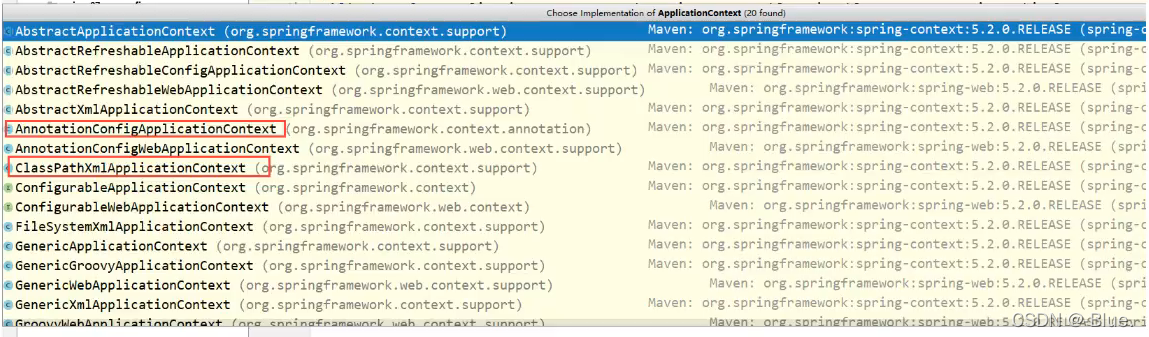 Choose Implementation of ApplicationContext (20 found)
AbstractApplicationContext (org.springframework.context.support) Maven: org.springframework:spring-context:5.2.0.RELEASE (spring-c
AbstractRefreshableApplicationContext (org.springframework.context.support) Maven: org.springframework:spring-context:5.2.0.RELEASE (spring-c
AbstractRefreshableConfigApplicationContext (org.springframework.context.support) Maven: org.springframework:spring-context:5.2.0.RELEASE (spring-c
AbstractRefreshableWebApplicationContext (org.springframework.web.context.support) Maven: org.springframework:spring-web:5.2.0.RELEASE (sprin
AbstractXmlApplicationContext (org.springframework.context.support) Maven: org.springframework:spring-context:5.2.0.RELEASE (spring-c
AnnotationConfigApplicationContext (org.springframework.context.annotation) Maven: org.springframework:spring-context:5.2.0.RELEASE (spring-c
AnnotationConfigWebApplicationContext (org.springframework.web.context.support) Maven: org.springframework:spring-web:5.2.0.RELEASE (sprin
ClassPathXmlApplicationContext (org.springframework.context.support) Maven: org.springframework:spring-context:5.2.0.RELEASE (spring-c
ConfigurableApplicationContext (org.springframework.context) Maven: org.springframework:spring-context:5.2.0.RELEASE (spring-c
ConfigurableWebApplicationContext (org.springframework.web.context) Maven: org.springframework:spring-web:5.2.0.RELEASE (sprin
FileSystemXmlApplicationContext (org.springframework.context.support) Maven: org.springframework:spring-context:5.2.0.RELEASE (spring-c
GenericApplicationContext (org.springframework.context.support) Maven: org.springframework:spring-context:5.2.0.RELEASE (spring-c
GenericGroovyApplicationContext (org.springframework.context.support) Maven: org.springframework:spring-context:5.2.0.RELEASE (spring-c
GenericWebApplicationContext (org.springframework.web.context.support) Maven: org.springframework:spring-web:5.2.0.RELEASE (sprin
GenericXmlApplicationContext (org.springframework.context.support) Maven: org.springframework:spring-context:5.2.0.RELEASE (spring-c
GroovyWebApplicationContext (org.springframework.web.context.support) Maven: org.springframework:spring-web:5.2.0.RELEASE (sprin
CSDN @-Blue.